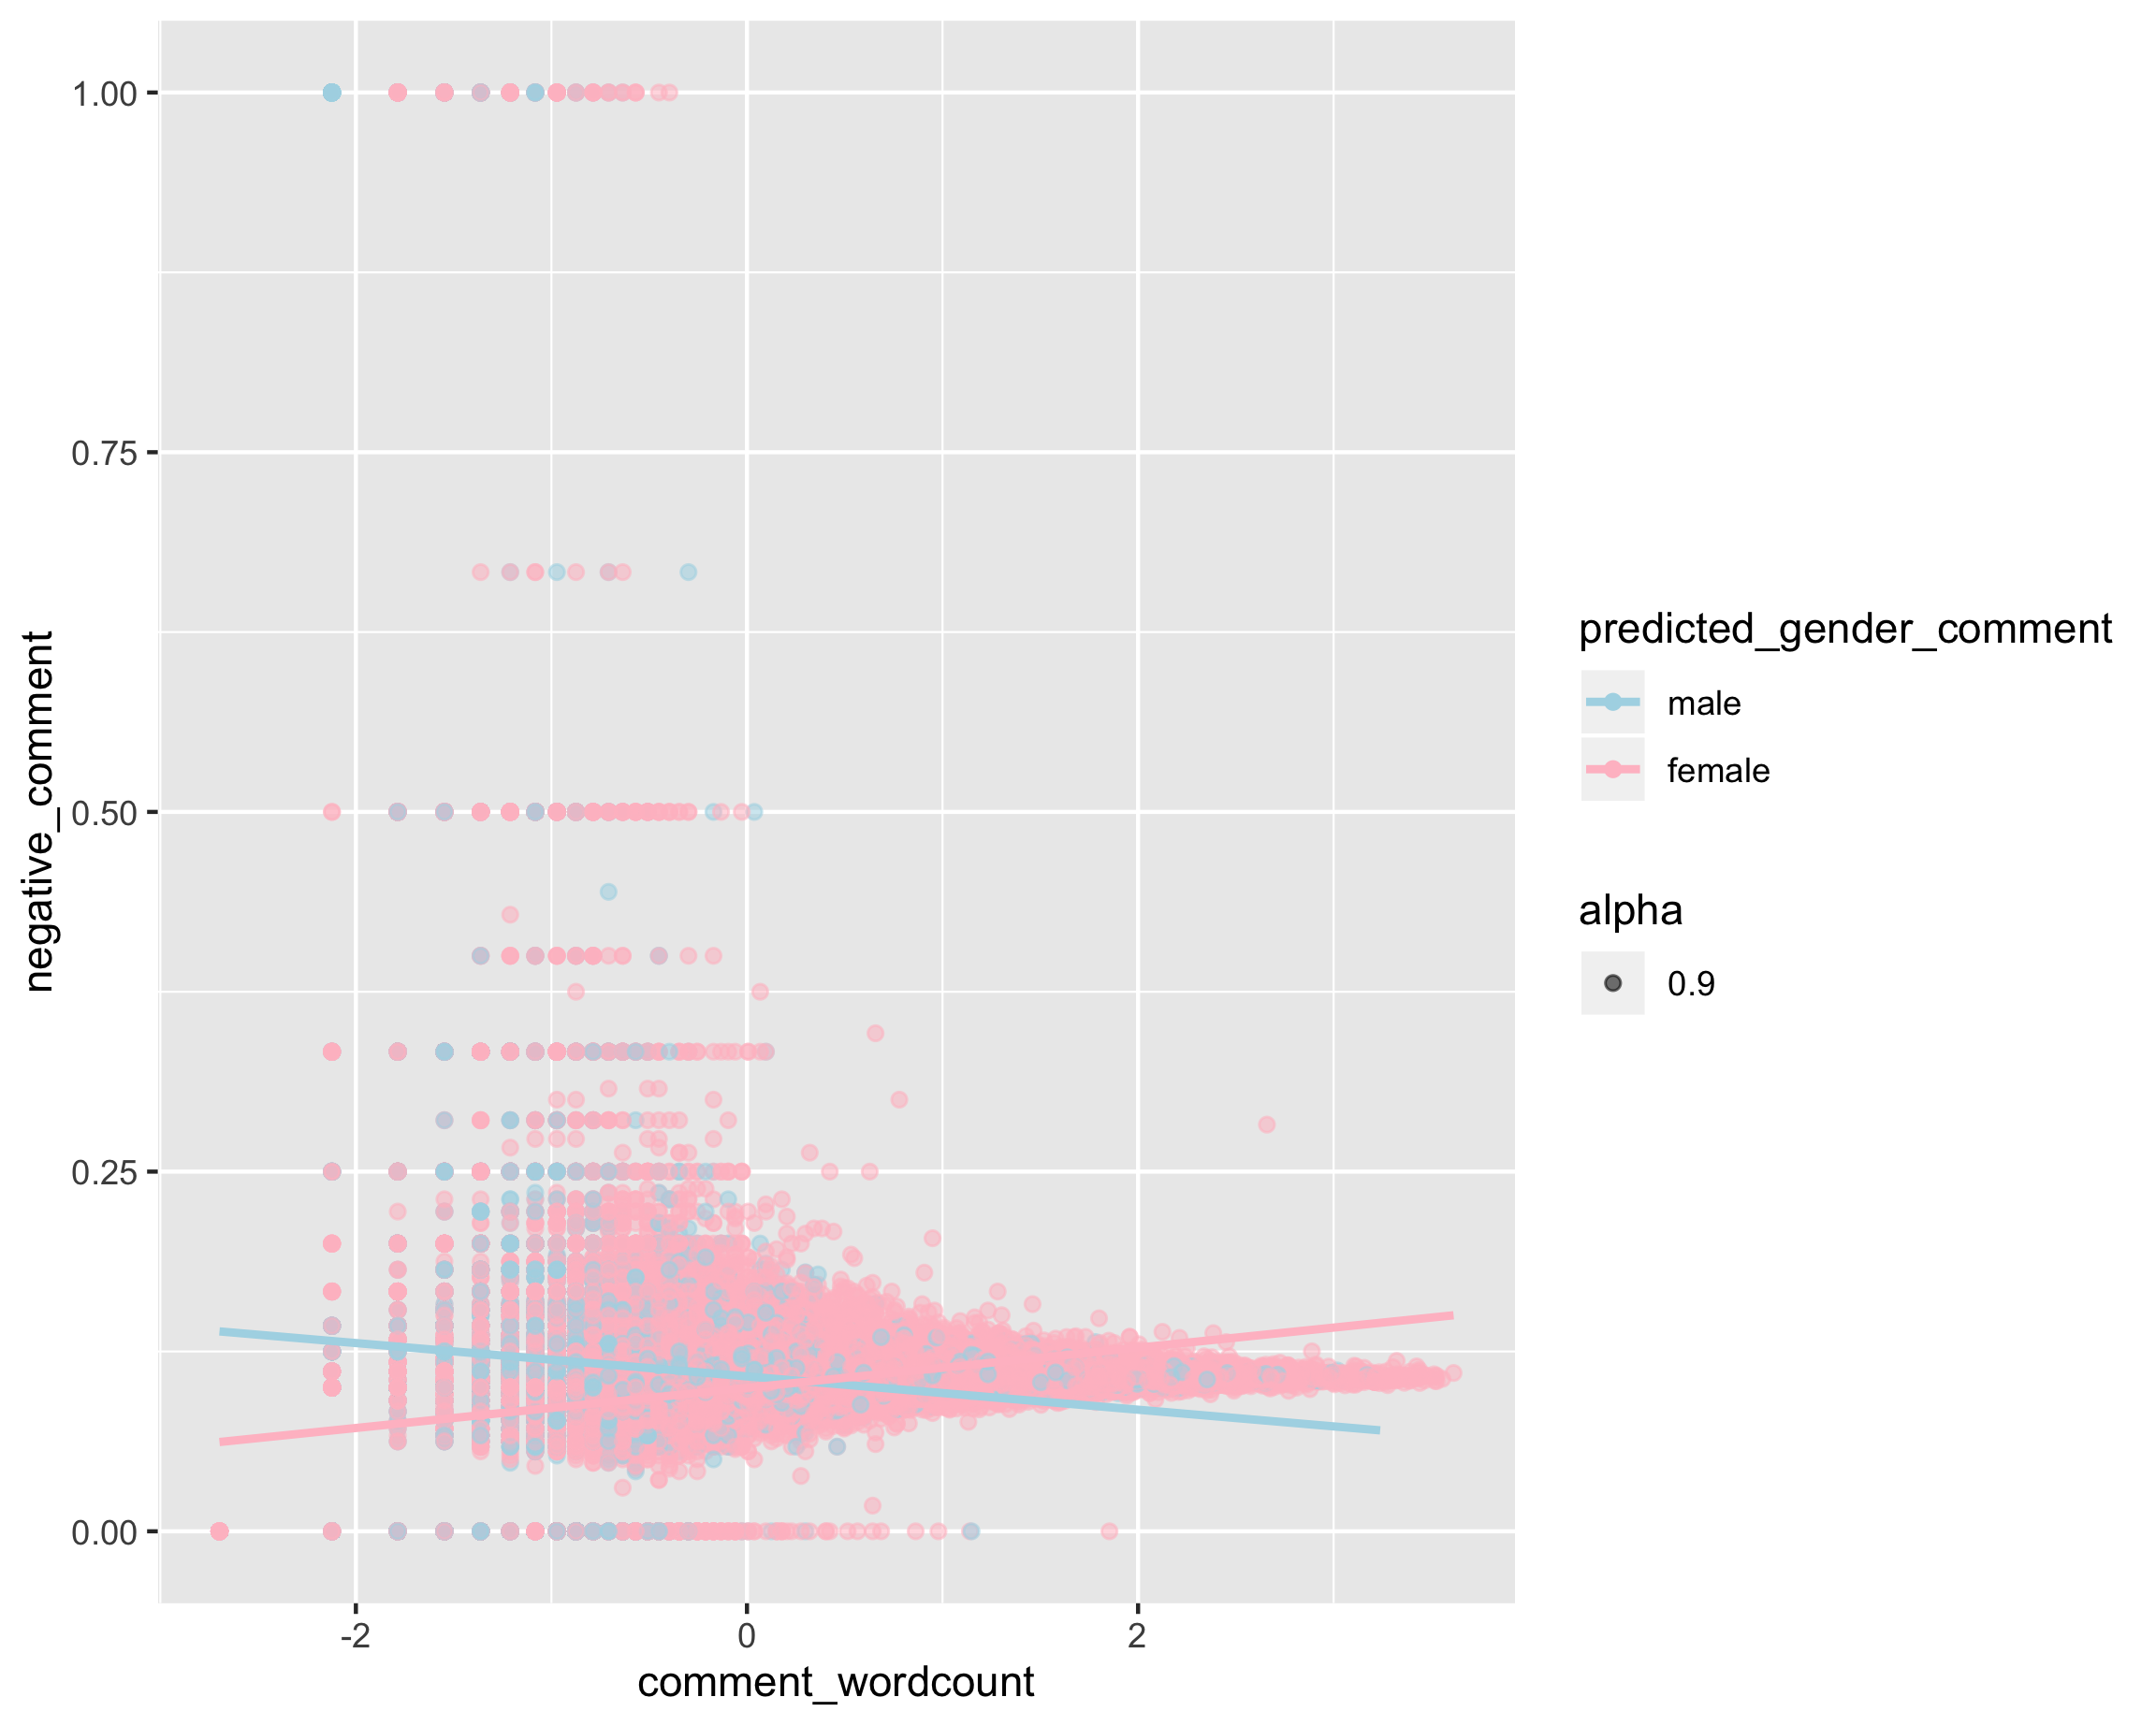 1.00
0.75
0.50
0.25
0.00
negative_comment
-2
0
2
comment_wordcount
predicted_gender_comment
male
female
alpha
0.9